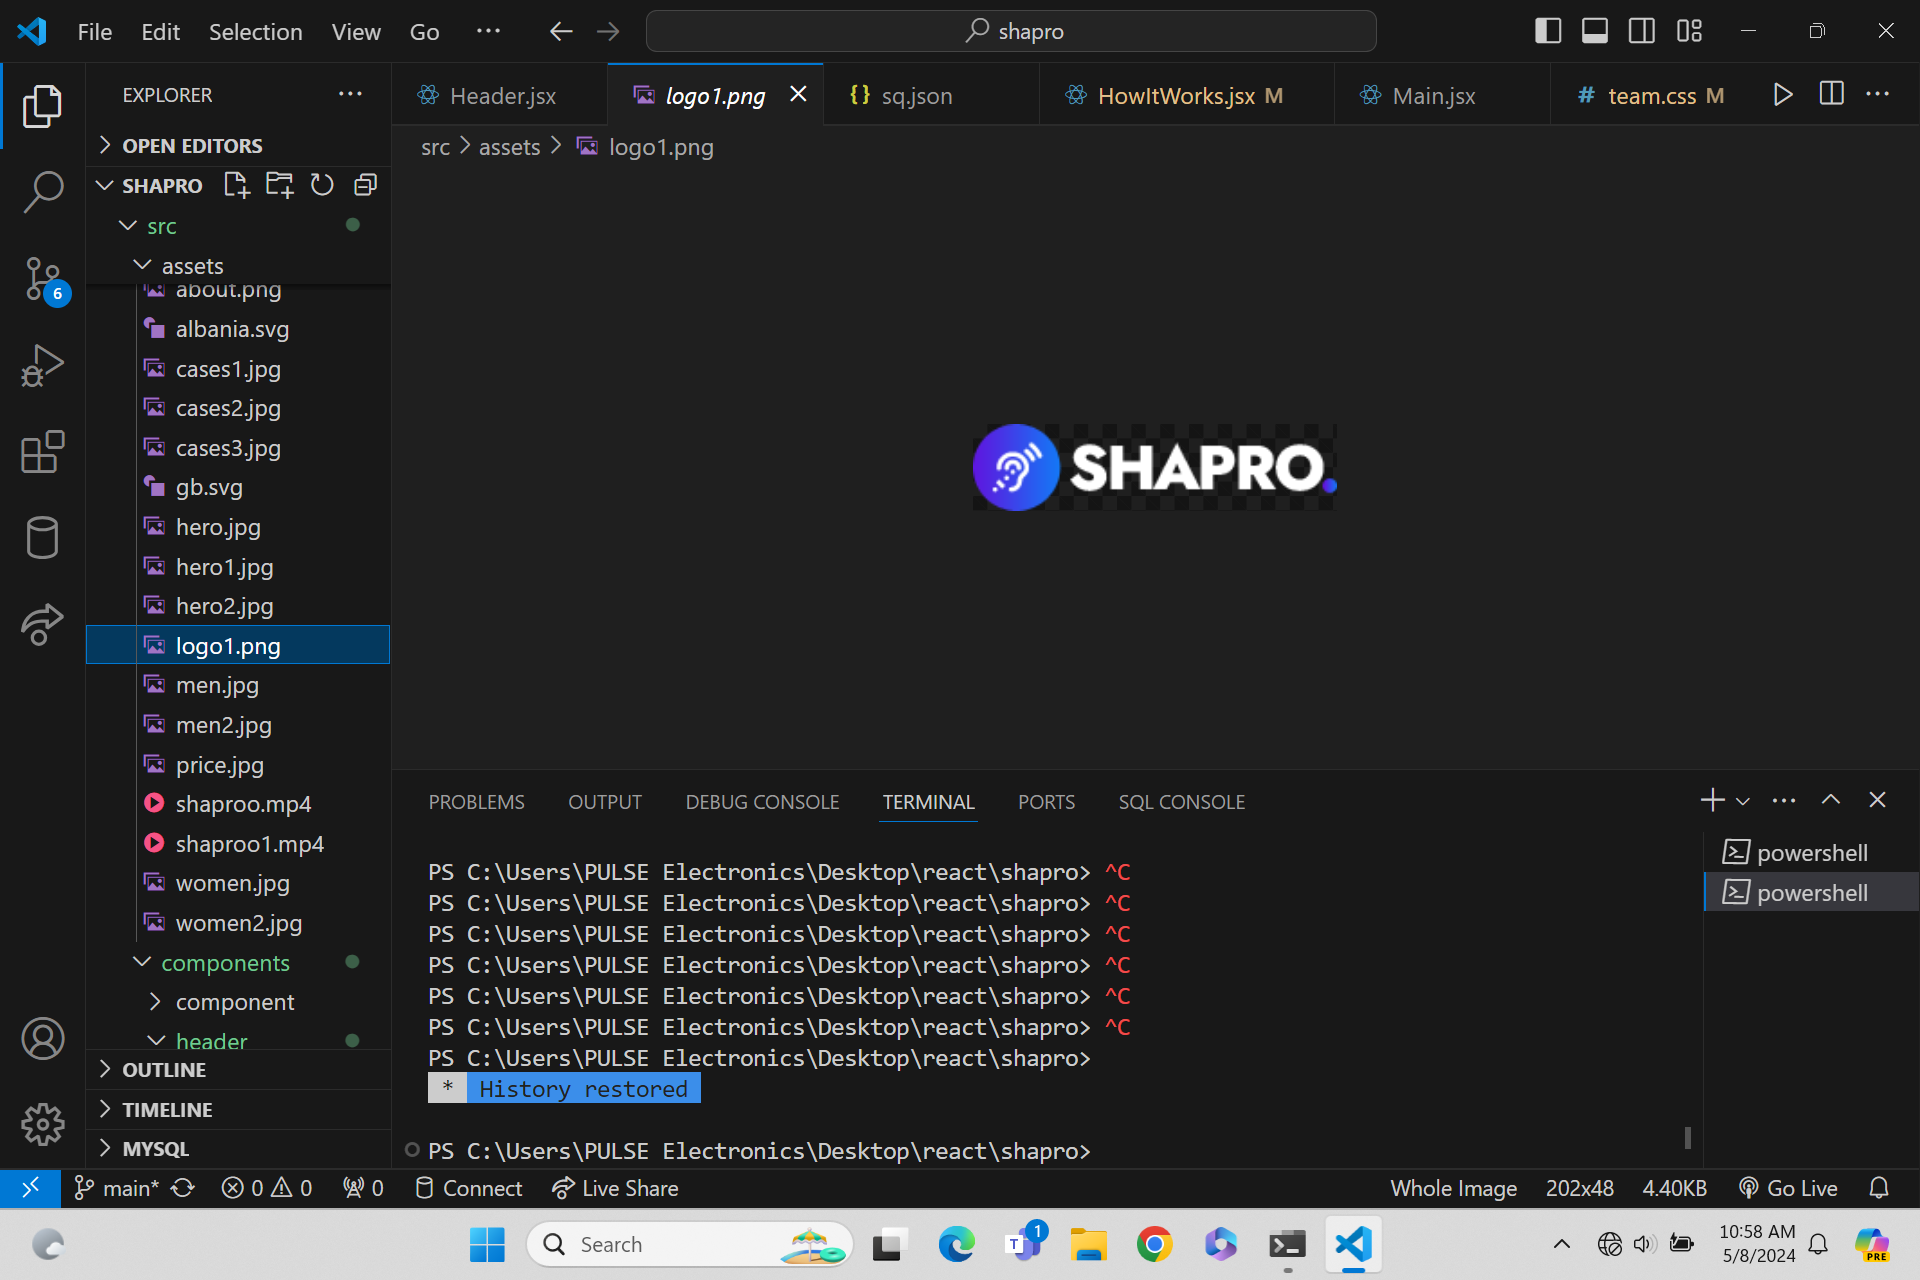 File Edit Selection View Go ··· shapro
EXPLORER ···
OPEN EDITORS
SHAPRO
src
assets
about.png
albania.svg
cases1.jpg
cases2.jpg
cases3.jpg
gb.svg
hero.jpg
hero1.jpg
hero2.jpg
logo1.png
men.jpg
men2.jpg
price.jpg
shaproo.mp4
shaproo1.mp4
women.jpg
women2.jpg
components
component
header
OUTLINE
TIMELINE
MYSQL
6
Header.jsx logo1.png {} sq.json HowItWorks.jsx M Main.jsx # team.css M ···
src > assets > logo1.png
SHAPRO.
PROBLEMS OUTPUT DEBUG CONSOLE TERMINAL PORTS SQL CONSOLE
PS C:\Users\PULSE Electronics\Desktop\react\shapro> ^C
PS C:\Users\PULSE Electronics\Desktop\react\shapro> ^C
PS C:\Users\PULSE Electronics\Desktop\react\shapro> ^C
PS C:\Users\PULSE Electronics\Desktop\react\shapro> ^C
PS C:\Users\PULSE Electronics\Desktop\react\shapro> ^C
PS C:\Users\PULSE Electronics\Desktop\react\shapro> ^C
PS C:\Users\PULSE Electronics\Desktop\react\shapro>
* History restored
PS C:\Users\PULSE Electronics\Desktop\react\shapro>
powershell
powershell
main* 0 0 0 Connect Live Share Whole Image 202x48 4.40KB Go Live
Search
T 1
10:58 AM
5/8/2024
PRE